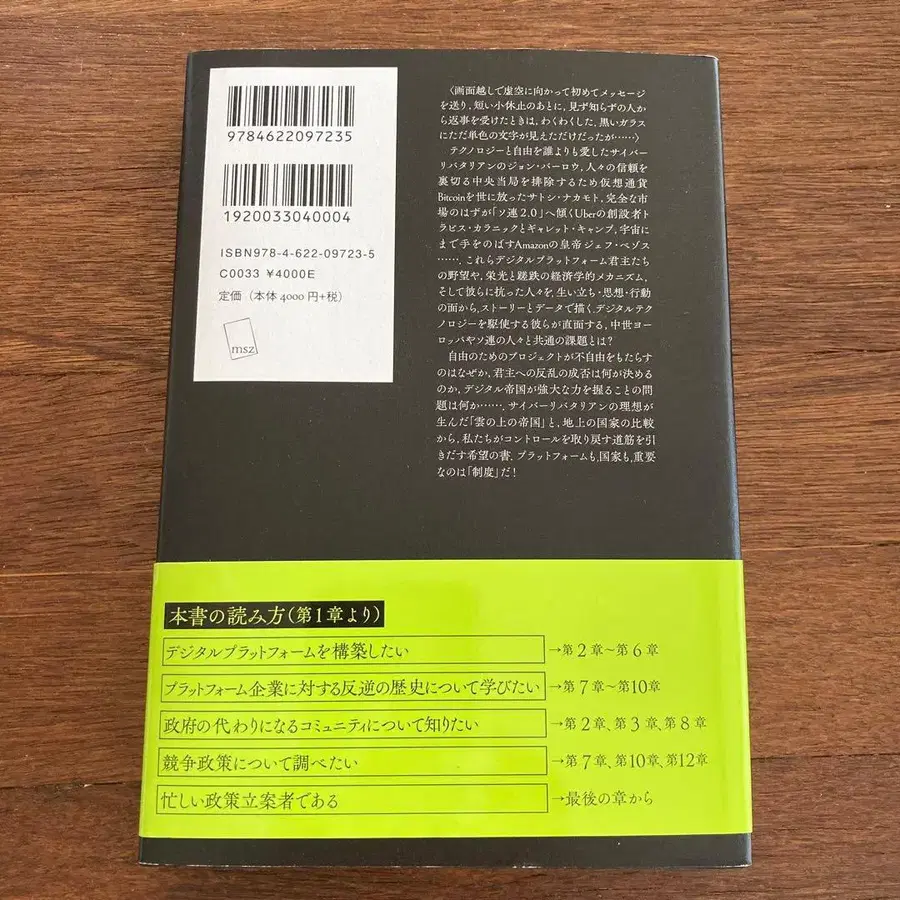 9784622097235
1920033040004
ISBN978-4-622-09723-5
C0033 ¥4000E
定価（本体4000円+税）
msz
〈画面越しで虚空に向かって初めてメッセージ
を送り，短い小休止のあとに，見ず知らずの人か
ら返事を受けたときは，わくわくした．黒いガラス
にただ単色の文字が見えただけだったが……〉
テクノロジーと自由を誰よりも愛したサイバー
リバタリアンのジョン・バーロウ，人々の信頼を
裏切る中央当局を排除するため仮想通貨
Bitcoinを世に放ったサトシ・ナカモト，完全な市
場のはずが「ソ連2.0」へ傾くUberの創設者ト
ラビス・カラニックとギャレット・キャンプ，宇宙に
まで手をのばすAmazonの皇帝ジェフ・ベゾス
……．これらデジタルプラットフォーム君主たち
の野望や，栄光と蹉跌の経済学的メカニズム，
そして彼らに抗った人々を，生い立ち・思想・行動
の面から，ストーリーとデータで描く．デジタルテク
ノロジーを駆使する彼らが直面する，中世ヨー
ロッパやソ連の人々と共通の課題とは？
自由のためのプロジェクトが不自由をもたらす
のはなぜか，君主への反乱の成否は何が決める
のか，デジタル帝国が強大な力を握ることの問
題は何か……．サイバーリバタリアンの理想が
生んだ「雲の上の帝国」と，地上の国家の比較
から，私たちがコントロールを取り戻す道筋を引
きだす希望の書．プラットフォームも，国家も，重要
なのは「制度」だ！
本書の読み方（第1章より）
デジタルプラットフォームを構築したい →第2章〜第6章
プラットフォーム企業に対する反逆の歴史について学びたい →第7章〜第10章
政府の代わりになるコミュニティについて知りたい →第2章、第3章、第8章
競争政策について調べたい →第7章、第10章、第12章
忙しい政策立案者である →最後の章から